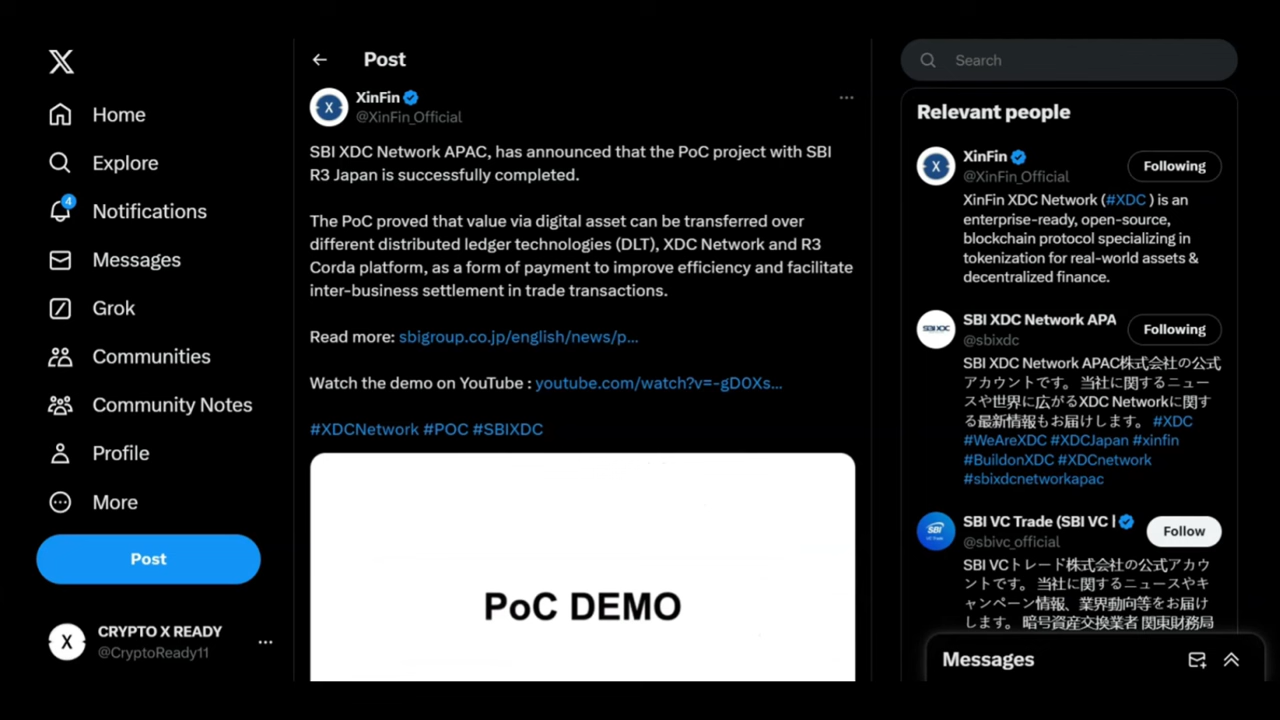 Home
Explore
4
Notifications
Messages
Grok
Communities
Community Notes
Profile
More
Post
CRYPTO X READY
@CryptoReady11
Post
XinFin
@XinFin_Official
SBI XDC Network APAC, has announced that the PoC project with SBI
R3 Japan is successfully completed.
The PoC proved that value via digital asset can be transferred over
different distributed ledger technologies (DLT), XDC Network and R3
Corda platform, as a form of payment to improve efficiency and facilitate
inter-business settlement in trade transactions.
Read more: sbigroup.co.jp/english/news/p...
Watch the demo on YouTube : youtube.com/watch?v=-gD0Xs...
#XDCNetwork #POC #SBIXDC
PoC DEMO
Search
Relevant people
XinFin
Following
@XinFin_Official
XinFin XDC Network (#XDC ) is an
enterprise-ready, open-source,
blockchain protocol specializing in
tokenization for real-world assets &
decentralized finance.
SBI XDC Network APA
Following
SBI XDC
@sbixdc
SBI XDC Network APAC株式会社の公式
アカウントです。 当社に関するニュー
スや世界に広がるXDC Networkに関す
る最新情報もお届けします。 #XDC
#WeAreXDC #XDCJapan #xinfin
#BuildonXDC #XDCnetwork
#sbixdcnetworkapac
SBI VC Trade (SBI VC
Follow
SBI
VC Trade
@sbivc_official
SBI VCトレード株式会社の公式アカウ
ントです。 当社に関するニュースやキ
ャンペーン情報、業界動向等をお届け
します。 暗号資産交換業者 関東財務局
Messages